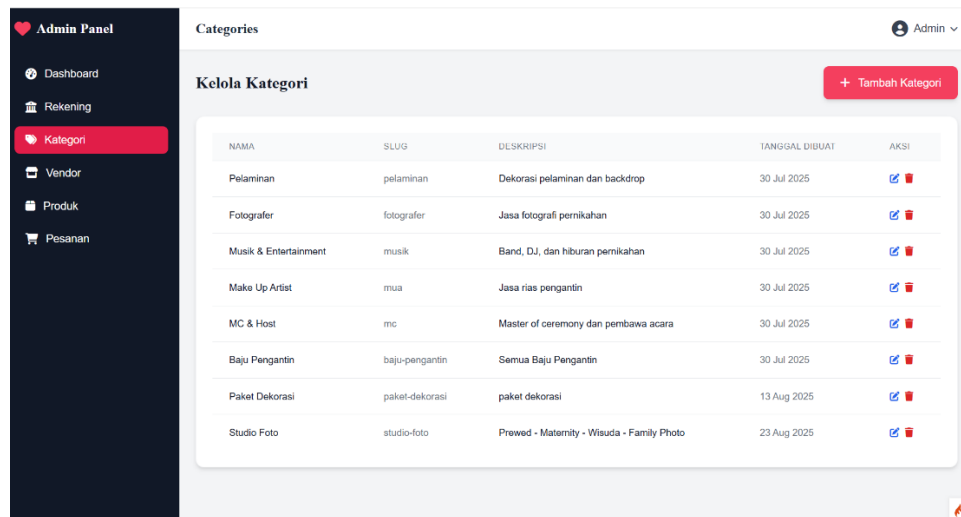 Admin Panel
Categories
Admin
Dashboard
Rekening
Kategori
Vendor
Produk
Pesanan
Kelola Kategori
+ Tambah Kategori
NAMA SLUG DESKRIPSI TANGGAL DIBUAT AKSI
Pelaminan pelaminan Dekorasi pelaminan dan backdrop 30 Jul 2025
Fotografer fotografer Jasa fotografi pernikahan 30 Jul 2025
Musik & Entertainment musik Band, DJ, dan hiburan pernikahan 30 Jul 2025
Make Up Artist mua Jasa rias pengantin 30 Jul 2025
MC & Host mc Master of ceremony dan pembawa acara 30 Jul 2025
Baju Pengantin baju-pengantin Semua Baju Pengantin 30 Jul 2025
Paket Dekorasi paket-dekorasi paket dekorasi 13 Aug 2025
Studio Foto studio-foto Prewed - Maternity - Wisuda - Family Photo 23 Aug 2025